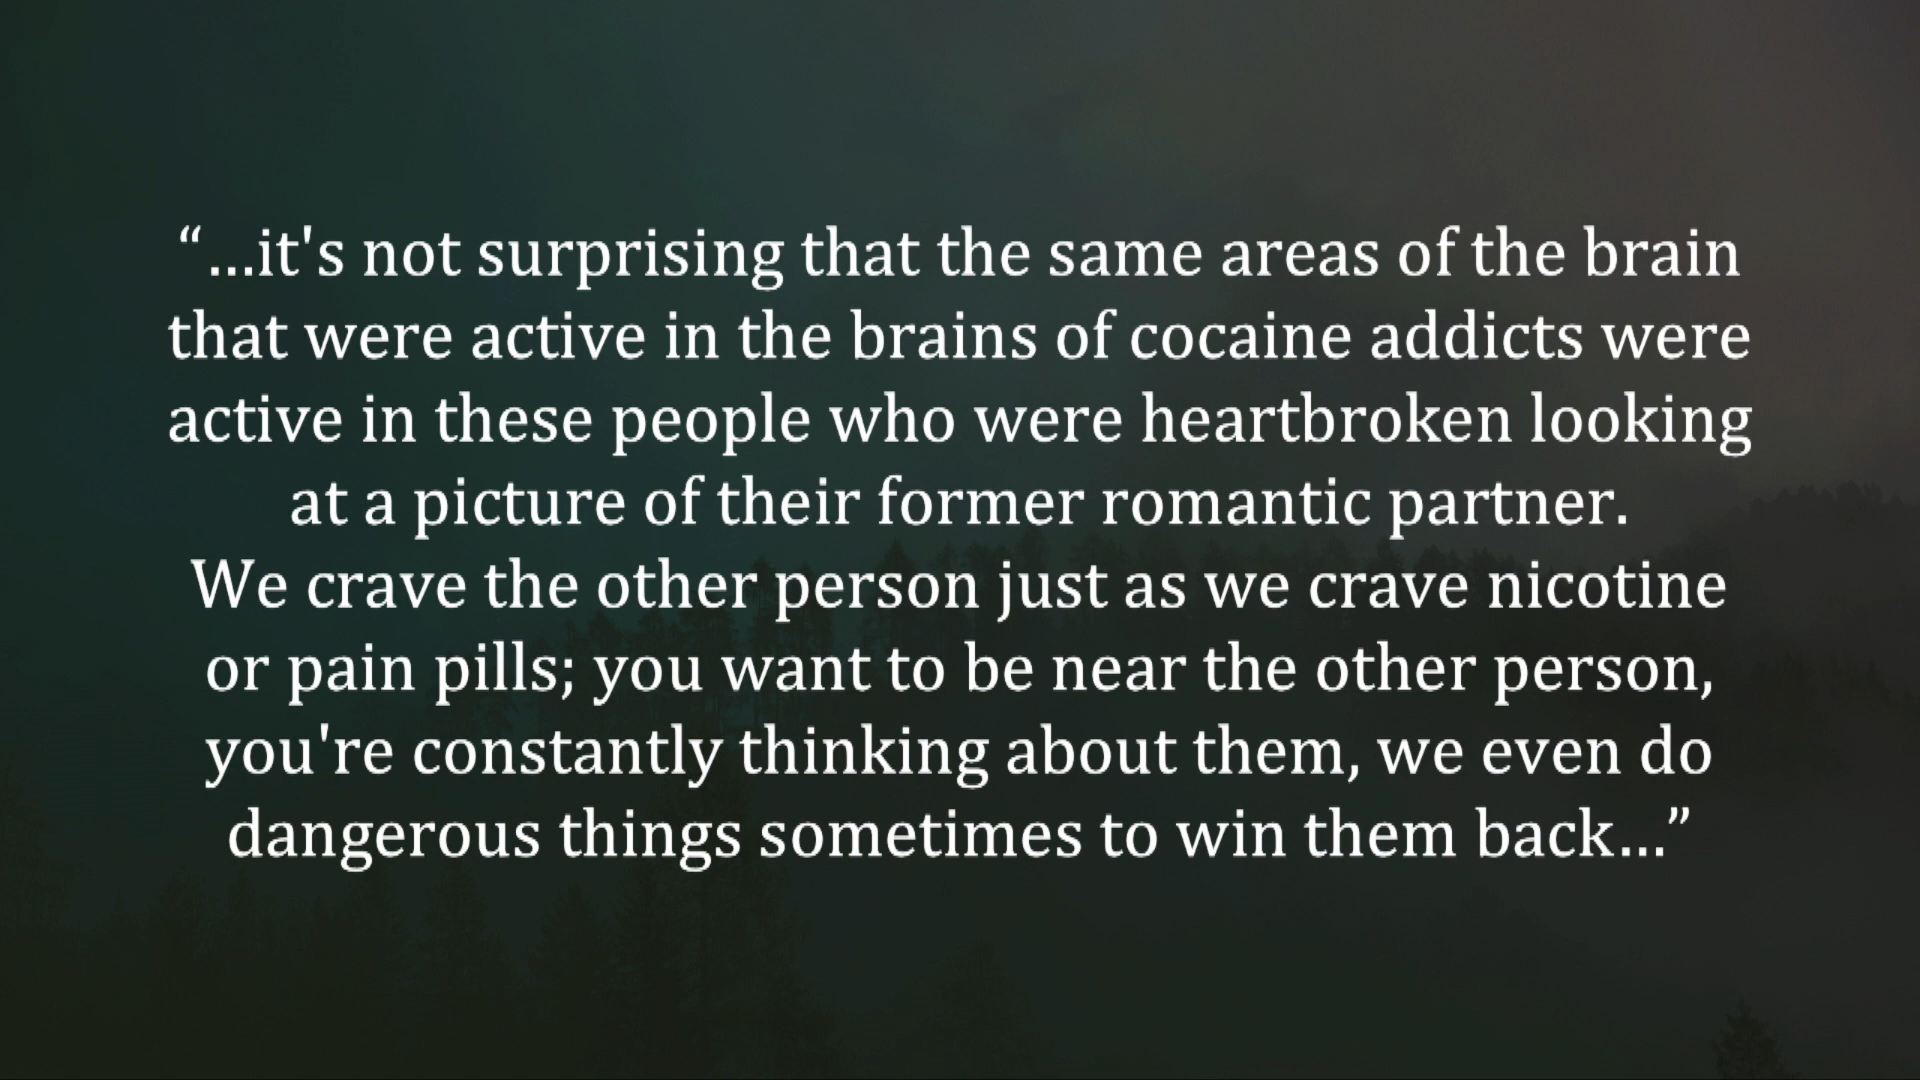 “...it's not surprising that the same areas of the brain
that were active in the brains of cocaine addicts were
active in these people who were heartbroken looking
at a picture of their former romantic partner.
We crave the other person just as we crave nicotine
or pain pills; you want to be near the other person,
you're constantly thinking about them, we even do
dangerous things sometimes to win them back...”